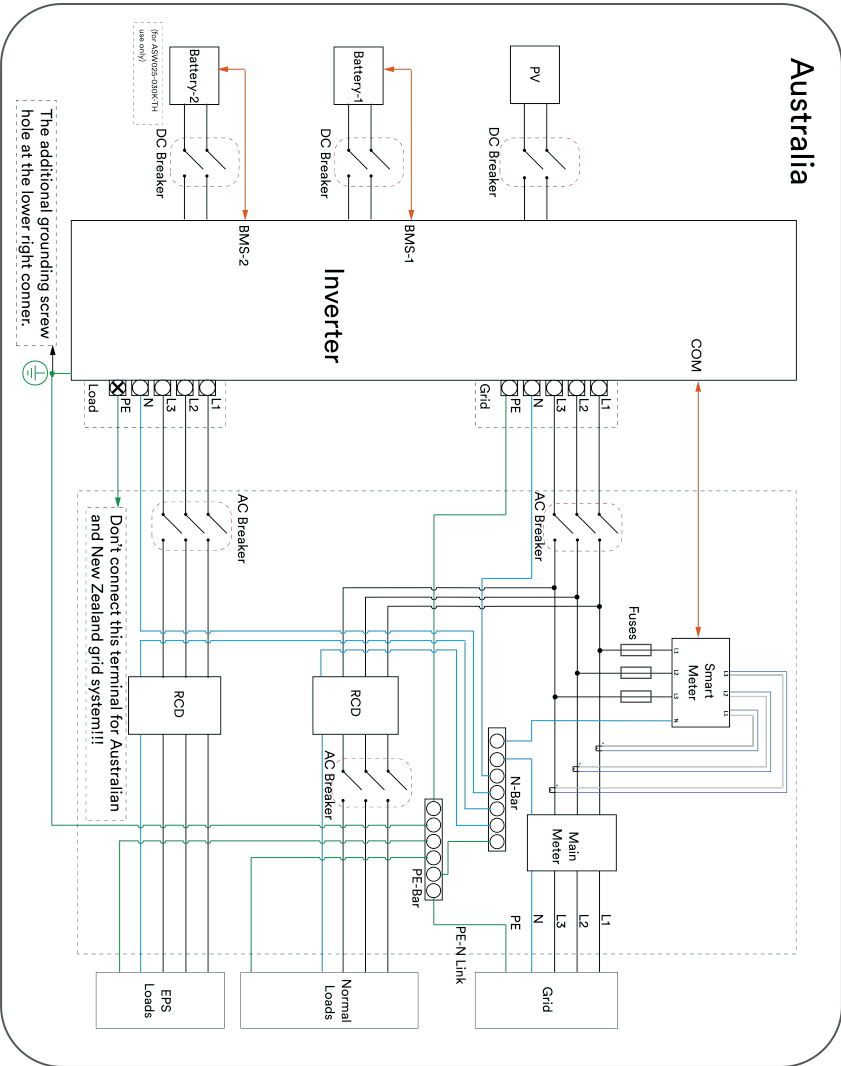 Australia
PV
DC Breaker
Battery-1
DC Breaker
BMS-1
Battery-2
(for ASW025-030K-TH
use only)
DC Breaker
BMS-2
Inverter
COM
The additional grounding screw
hole at the lower right conner.
Grid
L1
L2
L3
N
PE
Load
L1
L2
L3
N
PE
AC Breaker
AC Breaker
Don't connect this terminal for Australian
and New Zealand grid system!!!
Fuses
Smart
Meter
L1
L2
L3
N
L3
L2
L1
RCD
RCD
AC Breaker
N-Bar
PE-Bar
PE-N Link
Main
Meter
L1
L2
L3
N
PE
Grid
Normal
Loads
EPS
Loads